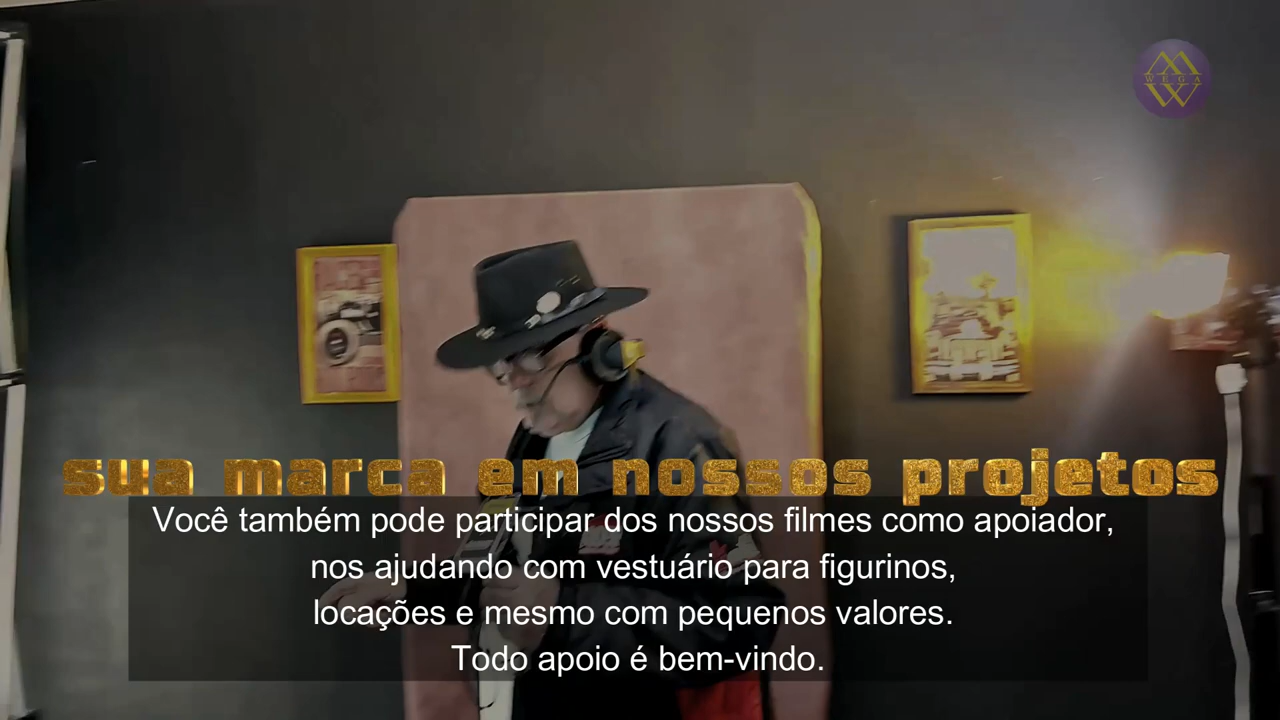 WEGA
sua marca em nossos projetos
Você também pode participar dos nossos filmes como apoiador,
nos ajudando com vestuário para figurinos,
locações e mesmo com pequenos valores.
Todo apoio é bem-vindo.